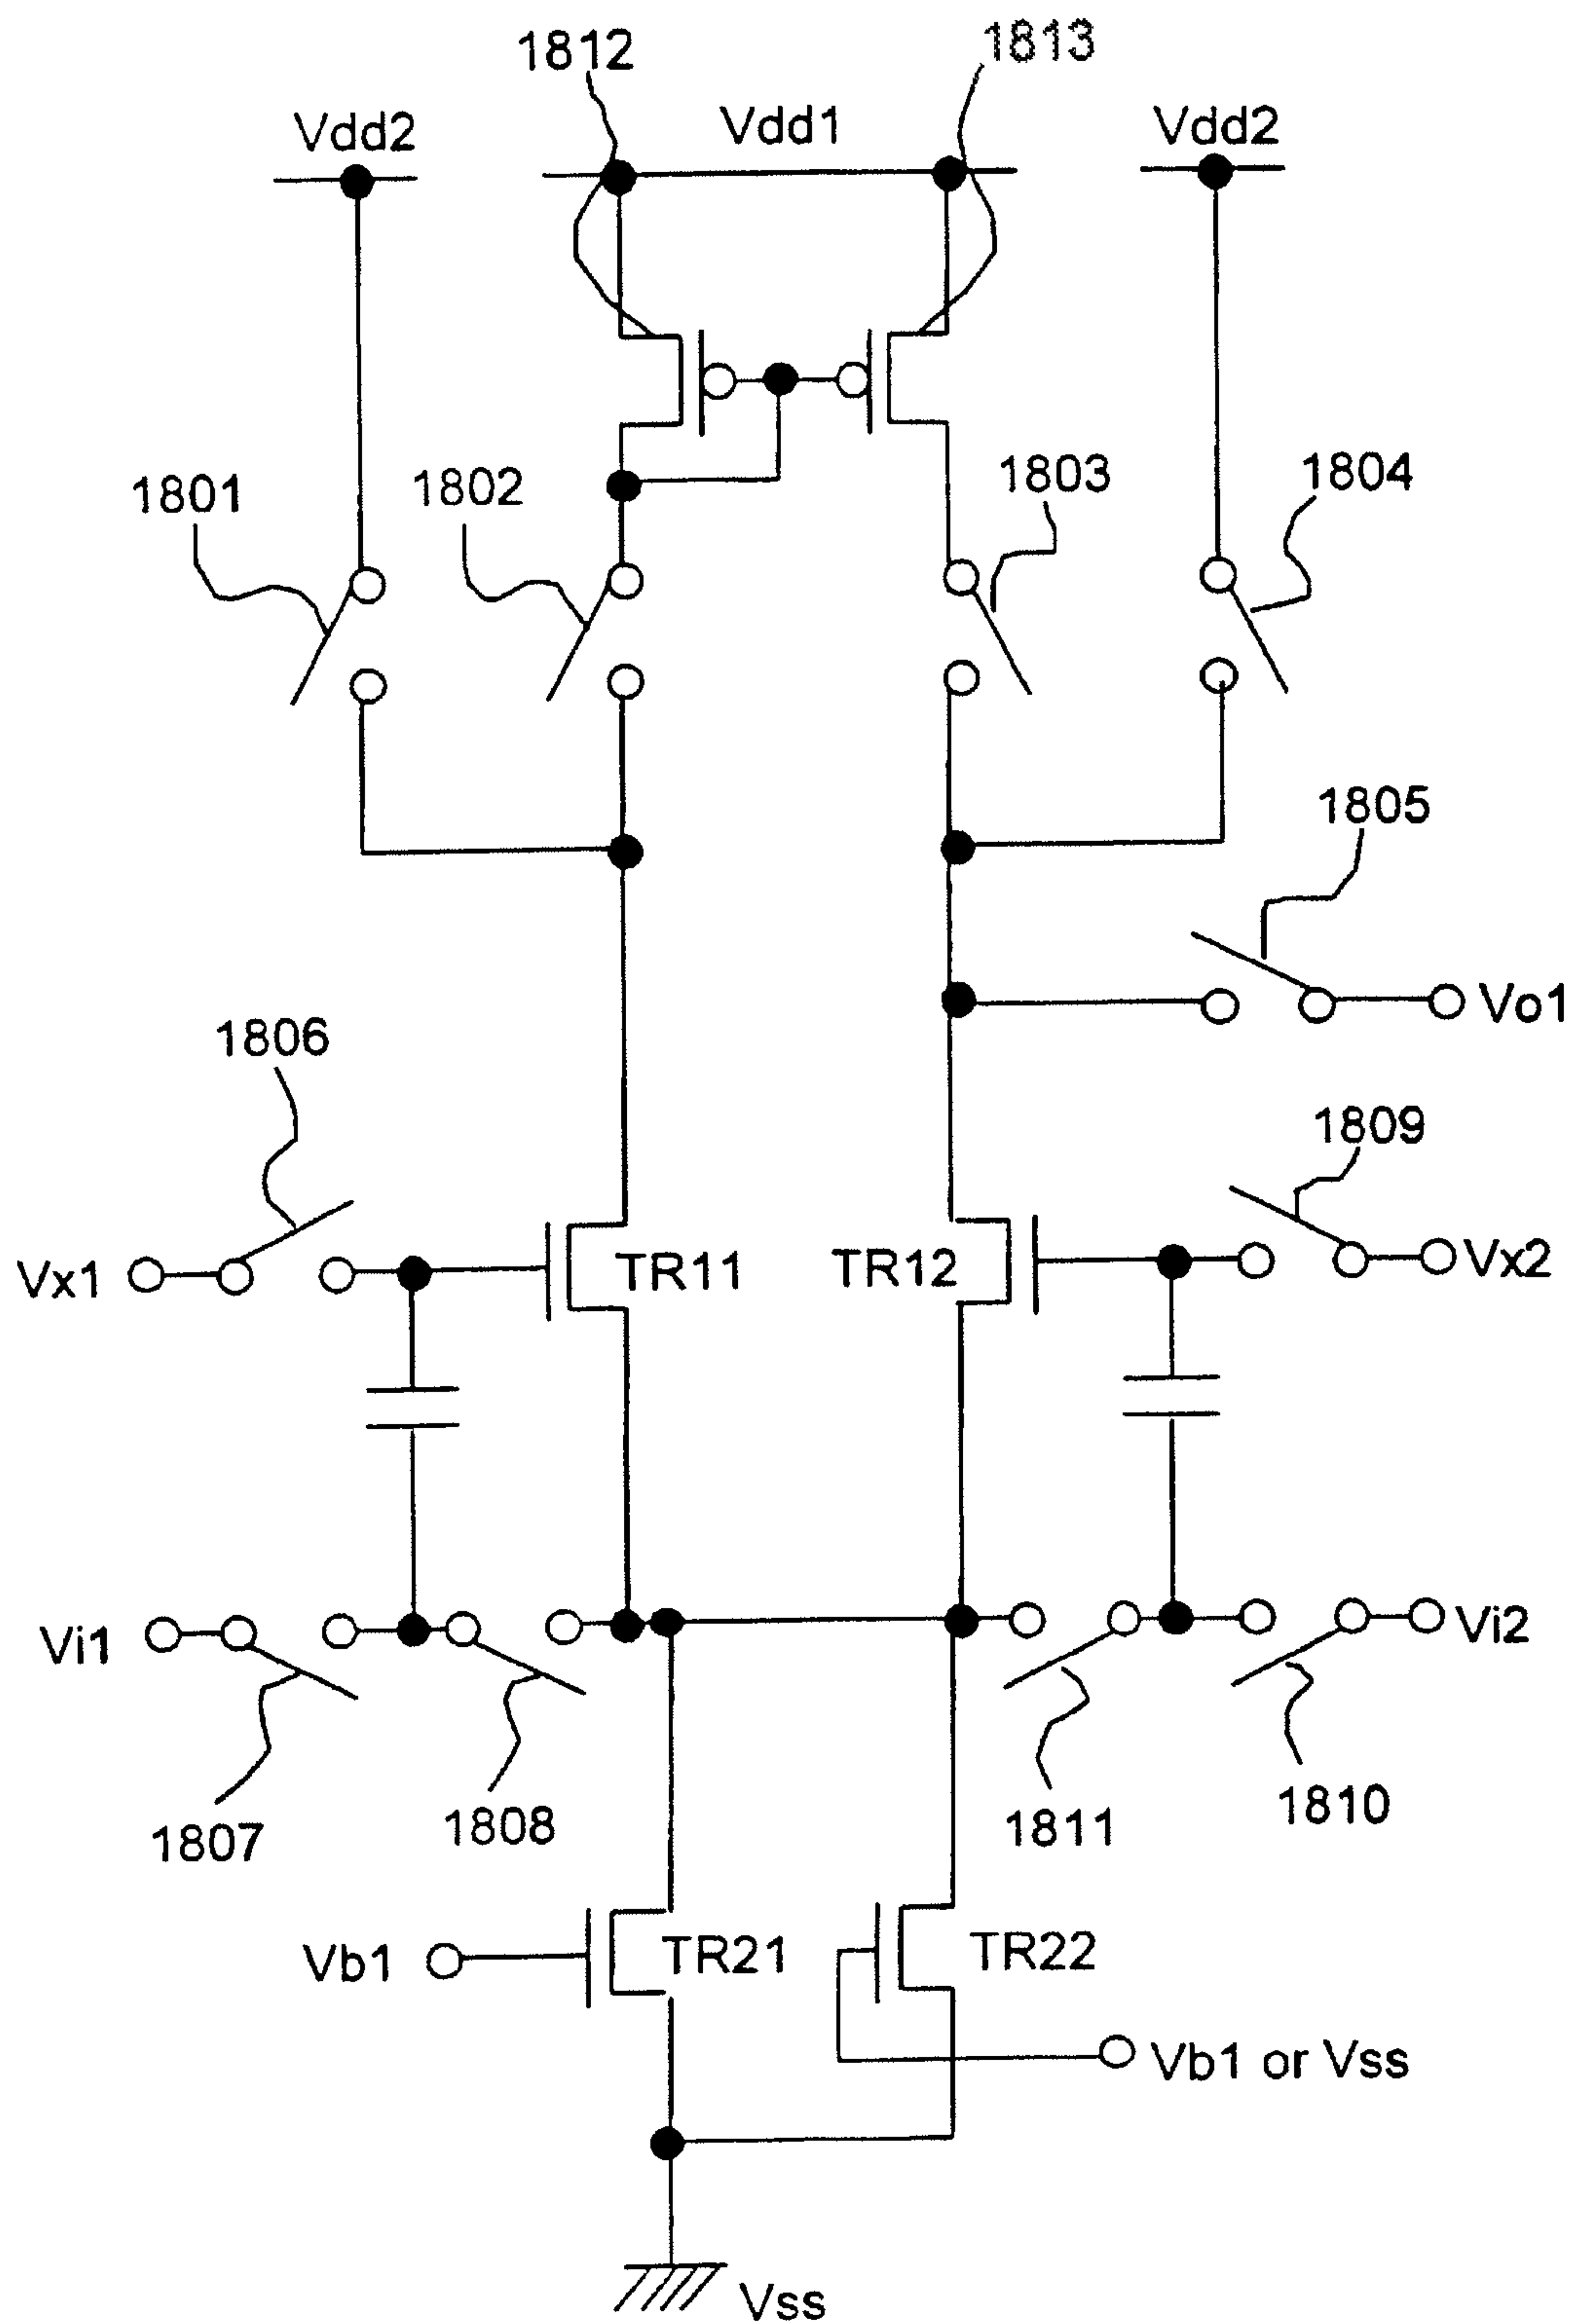 1812
1813
Vdd2
Vdd1
Vdd2
1801
1802
1803
1804
1805
Vo1
1806
1809
Vx1
TR11
TR12
Vx2
Vi1
Vi2
1807
1808
1811
1810
Vb1
TR21
TR22
Vb1 or Vss
Vss